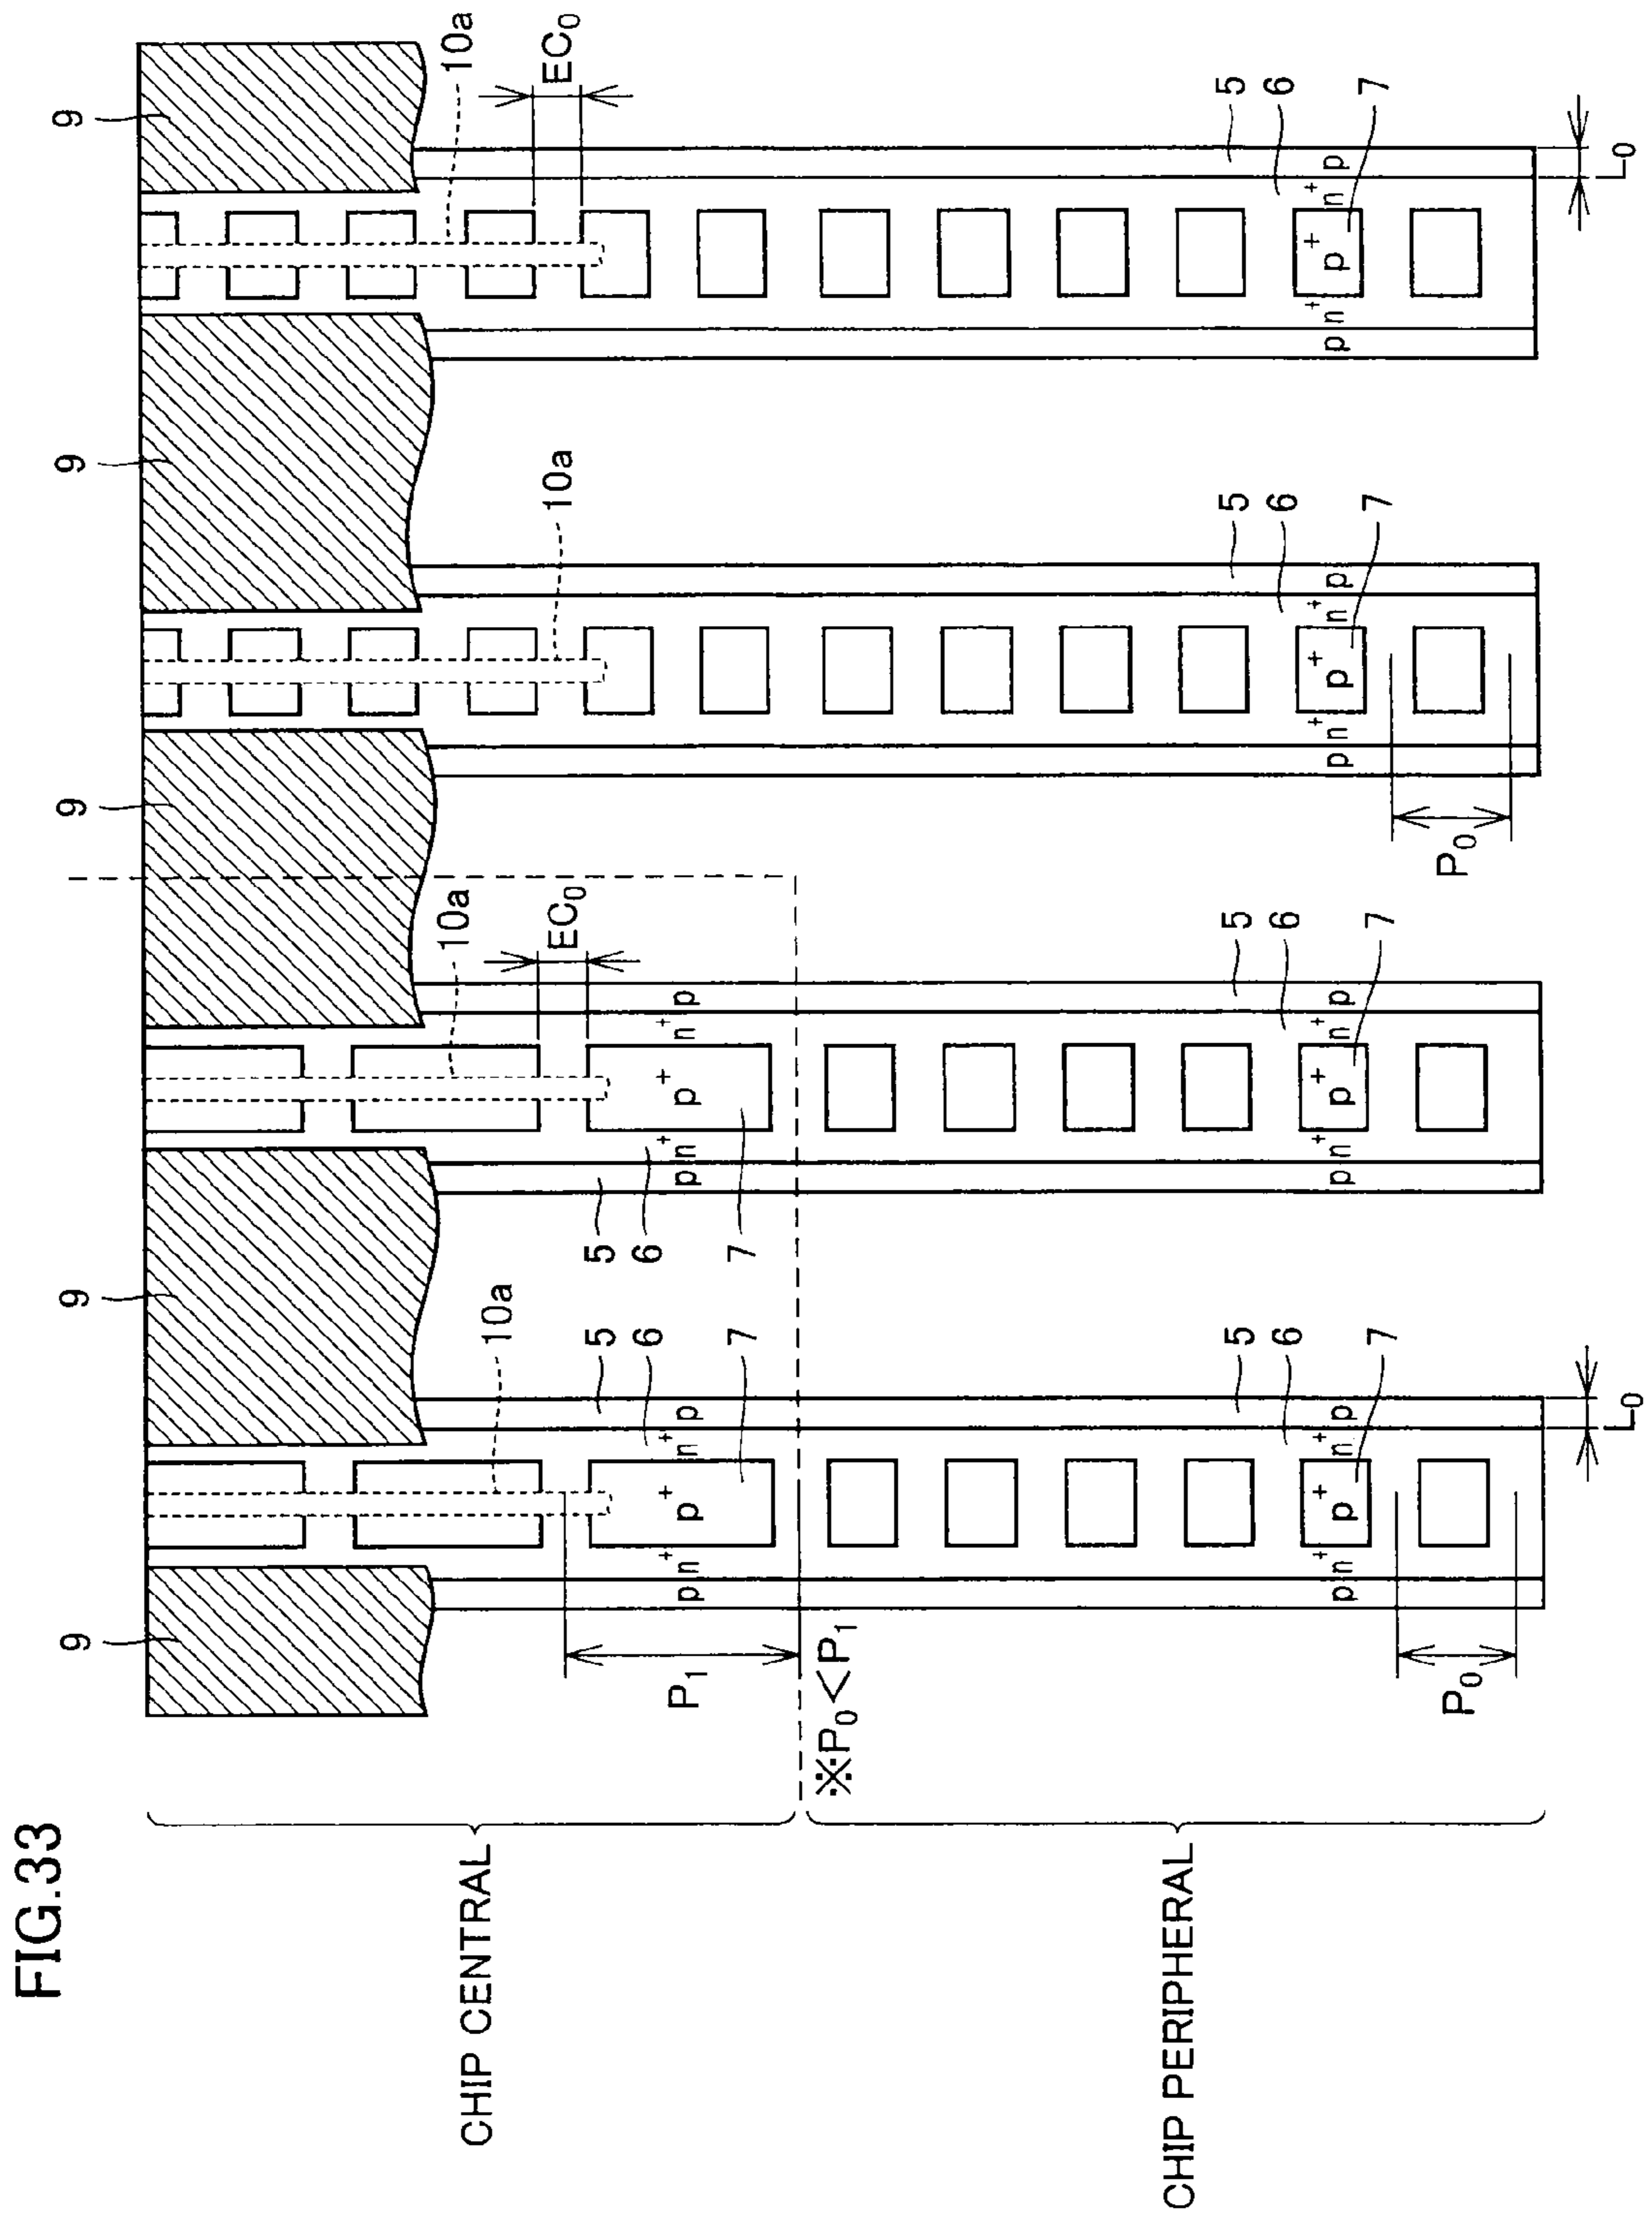 FIG.33
CHIP CENTRAL
CHIP PERIPHERAL
9
9
9
9
9
10a
10a
10a
10a
10a
EC0
EC0
P1
※P0<P1
P0
P0
L0
L0
5
6
7
5
6
7
5
6
7
5
6
7
5
6
7
5
6
7
p n+ p+ n+ p
p n+ p+ n+ p
p n+ p+ n+ p
p n+ p+ n+ p
p n+ p+ n+ p
p n+ p+ n+ p